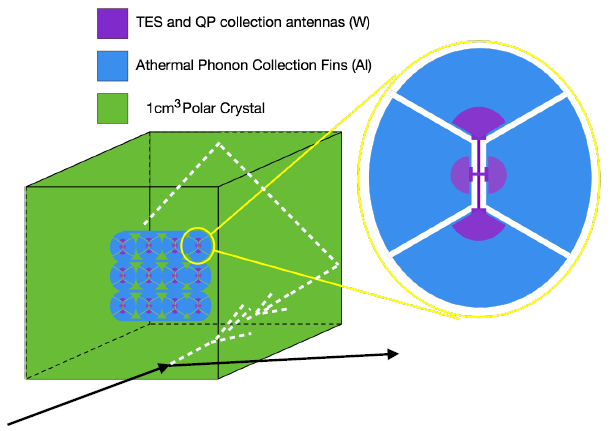 TES and QP collection antennas (W)
Athermal Phonon Collection Fins (Al)
1cm³Polar Crystal